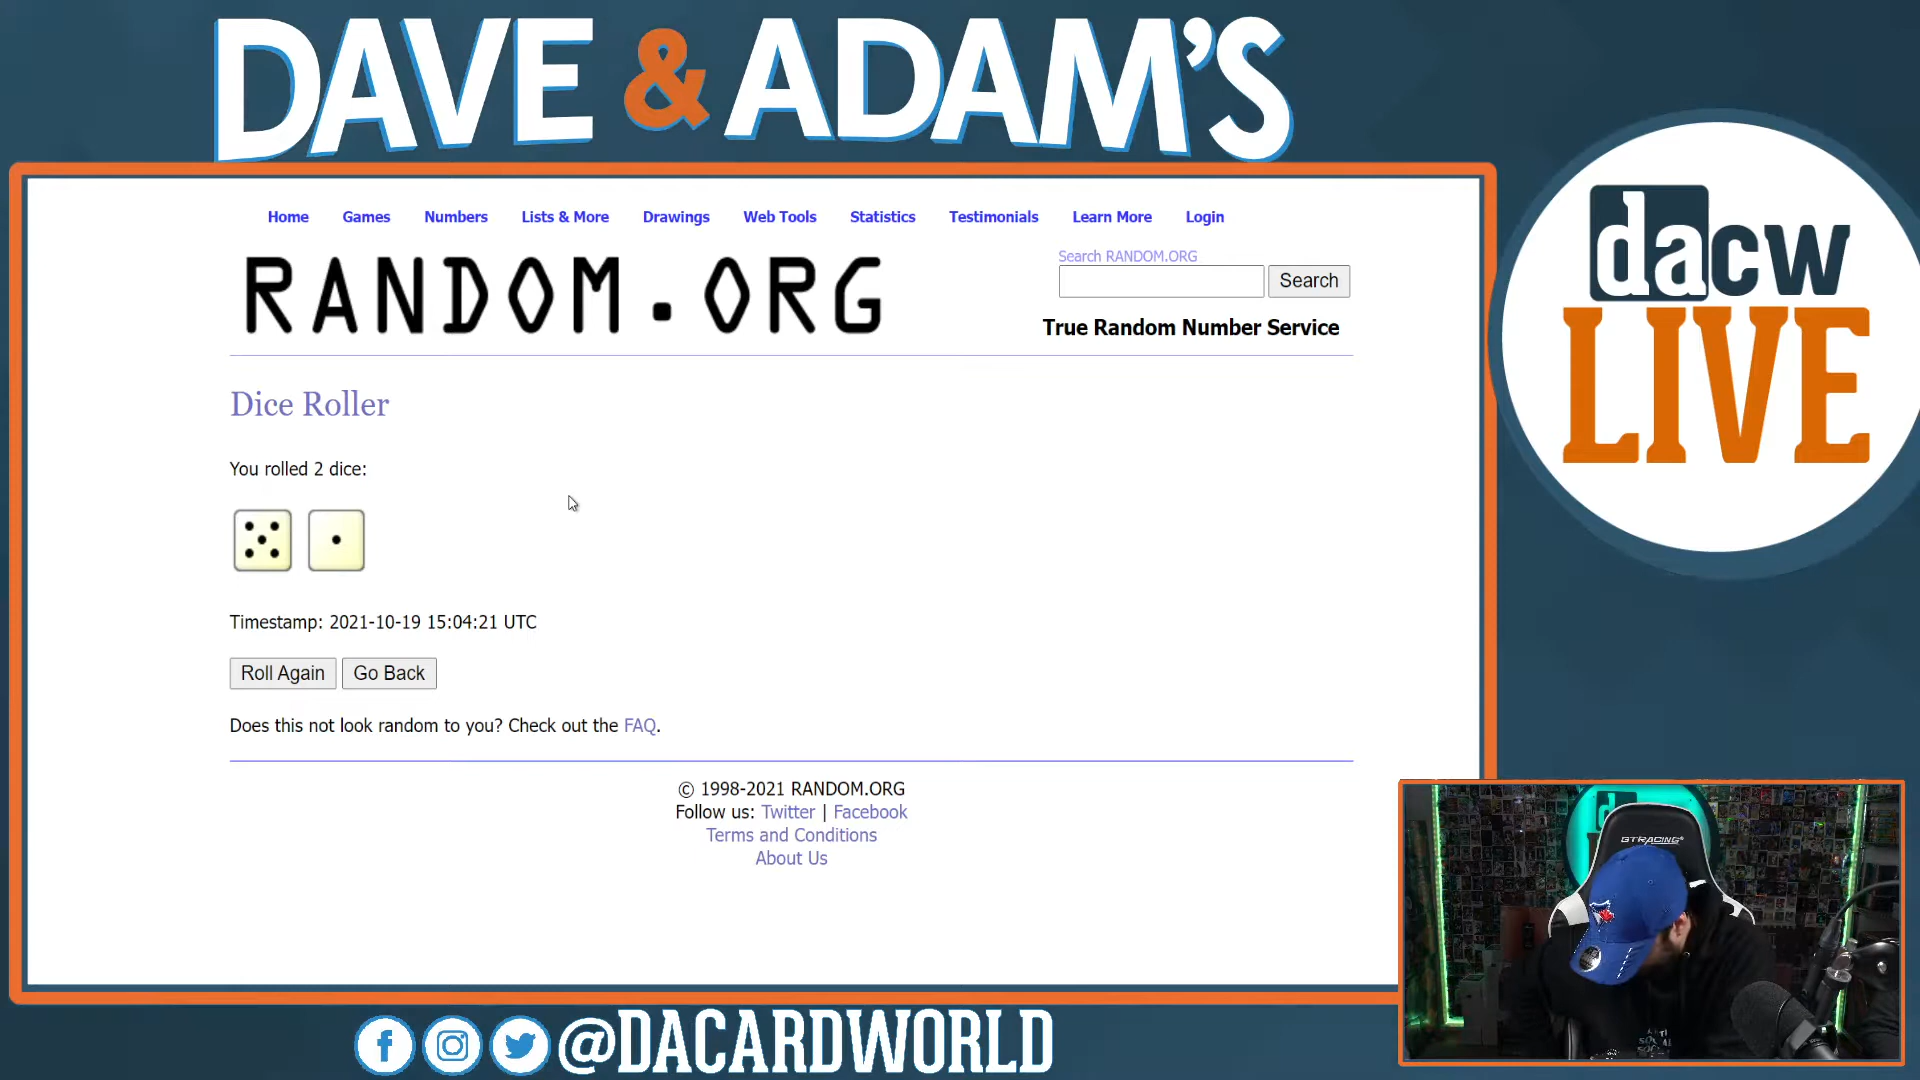 DAVE & ADAM'S
Home Games Numbers Lists & More Drawings Web Tools Statistics Testimonials Learn More Login
RANDOM.ORG
Search RANDOM.ORG
Search
True Random Number Service
dacw
LIVE
Dice Roller
You rolled 2 dice:
Timestamp: 2021-10-19 15:04:21 UTC
Roll Again Go Back
Does this not look random to you? Check out the FAQ.
© 1998-2021 RANDOM.ORG
Follow us: Twitter | Facebook
Terms and Conditions
About Us
GTRACING
@DACARDWORLD